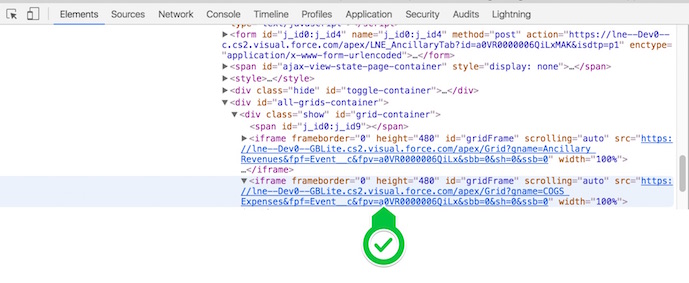 Elements Sources Network Timeline Profiles Application Security Audits Lightning
▶<form id="j_id0:j_id4" name="j_id0:j_id4" method="post" action="https://lne--Dev0--
c.cs2.visual.force.com/apex/LNE_AncillaryTab?id=a0VR0000006QiLxMAK&isdtp=p1" enctype=
"application/x-www-form-urlencoded">…</form>
▶<span id="ajax-view-state-page-container" style="display: none">…</span>
▶<style>…</style>
▶<div class="hide" id="toggle-container">…</div>
▼<div id="all-grids-container">
▼<div class="show" id="grid-container">
<span id="j_id0:j_id9"></span>
▶<iframe frameborder="0" height="480" id="gridFrame" scrolling="auto" src="https:
//lne--Dev0--GBLite.cs2.visual.force.com/apex/Grid?qname=Ancillary
Revenues&fpf=Event__c&fpv=a0VR0000006QiLx&sbb=0&sh=0&ssb=0" width="100%">
…</iframe>
▼<iframe frameborder="0" height="480" id="gridFrame" scrolling="auto" src="https:
//lne--Dev0--GBLite.cs2.visual.force.com/apex/Grid?qname=COGS
Expenses&fpf=Event__c&fpv=a0VR0000006QiLx&sbb=0&sh=0&ssb=0" width="100%">